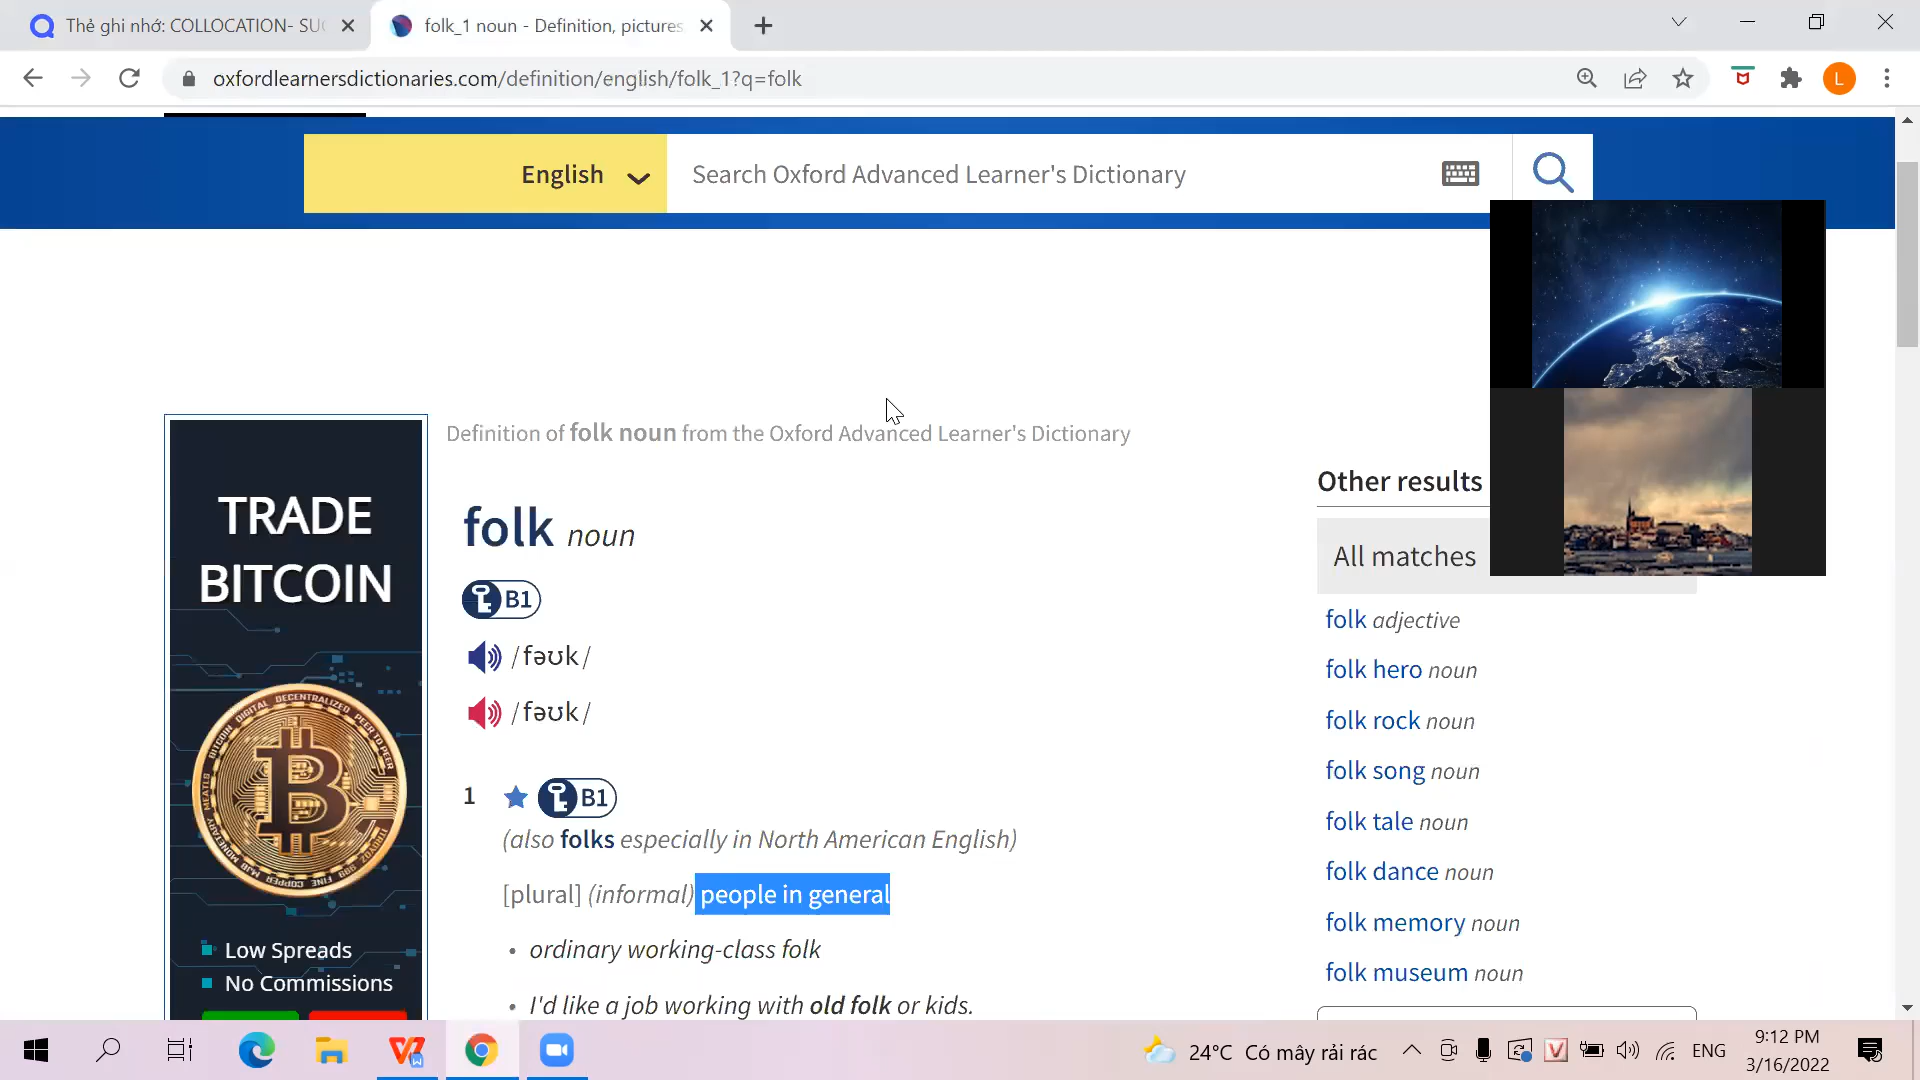 Thẻ ghi nhớ: COLLOCATION- SU
folk_1 noun - Definition, pictures
oxfordlearnersdictionaries.com/definition/english/folk_1?q=folk
L
English
Search Oxford Advanced Learner's Dictionary
Definition of folk noun from the Oxford Advanced Learner's Dictionary
Other results
All matches
folk adjective
folk hero noun
folk rock noun
folk song noun
folk tale noun
folk dance noun
folk memory noun
folk museum noun
TRADE
BITCOIN
Low Spreads
No Commissions
folk noun
B1
/fəʊk/
/fəʊk/
1 B1
(also folks especially in North American English)
[plural] (informal) people in general
• ordinary working-class folk
• I'd like a job working with old folk or kids.
24°C Có mây rải rác
ENG
9:12 PM
3/16/2022